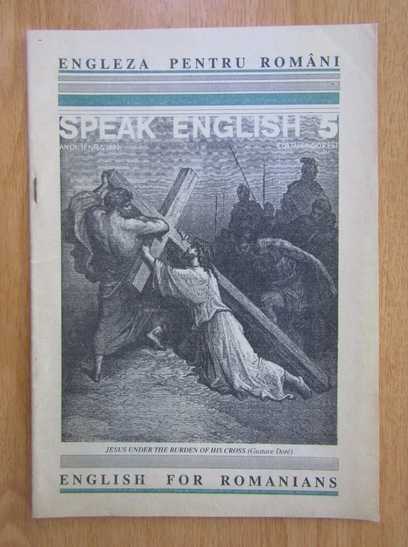 ENGLEZA PENTRU ROMÂNI
SPEAK ENGLISH 5
JESUS UNDER THE BURDEN OF HIS CROSS (Gustave Doré)
ENGLISH FOR ROMANIANS